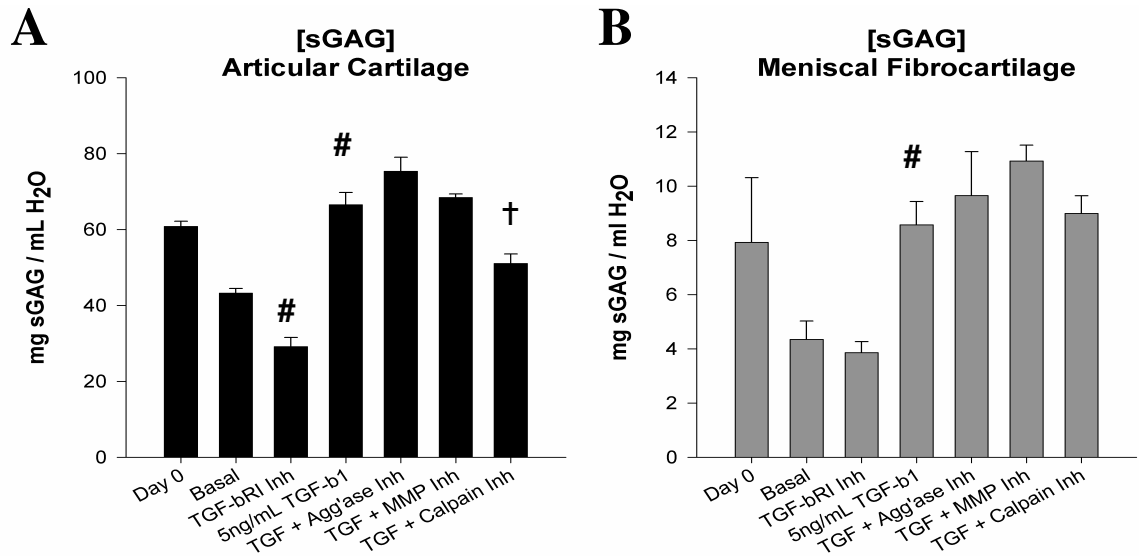 A
[sGAG]
Articular Cartilage
mg sGAG / mL H₂O
100
80
60
40
20
0
#
#
†
Day 0
Basal
TGF-bRI Inh
5ng/mL TGF-b1
TGF + Agg'ase Inh
TGF + MMP Inh
TGF + Calpain Inh
B
[sGAG]
Meniscal Fibrocartilage
mg sGAG / ml H₂O
14
12
10
8
6
4
2
0
#
Day 0
Basal
TGF-bRI Inh
5ng/mL TGF-b1
TGF + Agg'ase Inh
TGF + MMP Inh
TGF + Calpain Inh